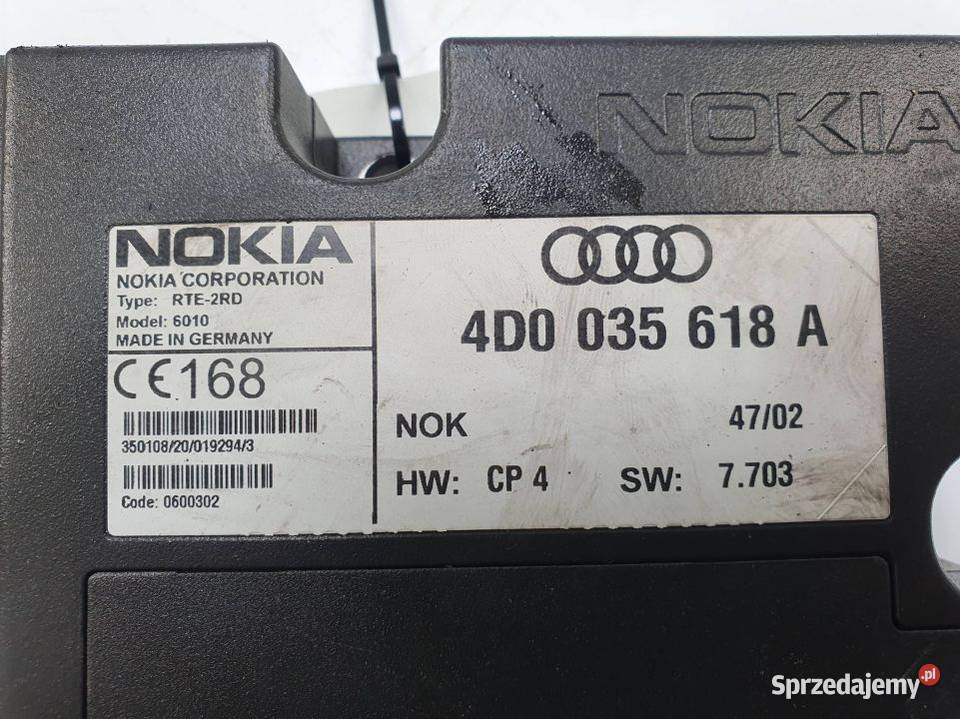 NOKIA
NOKIA
NOKIA CORPORATION
Type: RTE-2RD
Model: 6010
MADE IN GERMANY
CE168
350108/20/019294/3
Code: 0600302
4D0 035 618 A
NOK 47/02
HW: CP 4 SW: 7.703
Sprzedajemy.pl